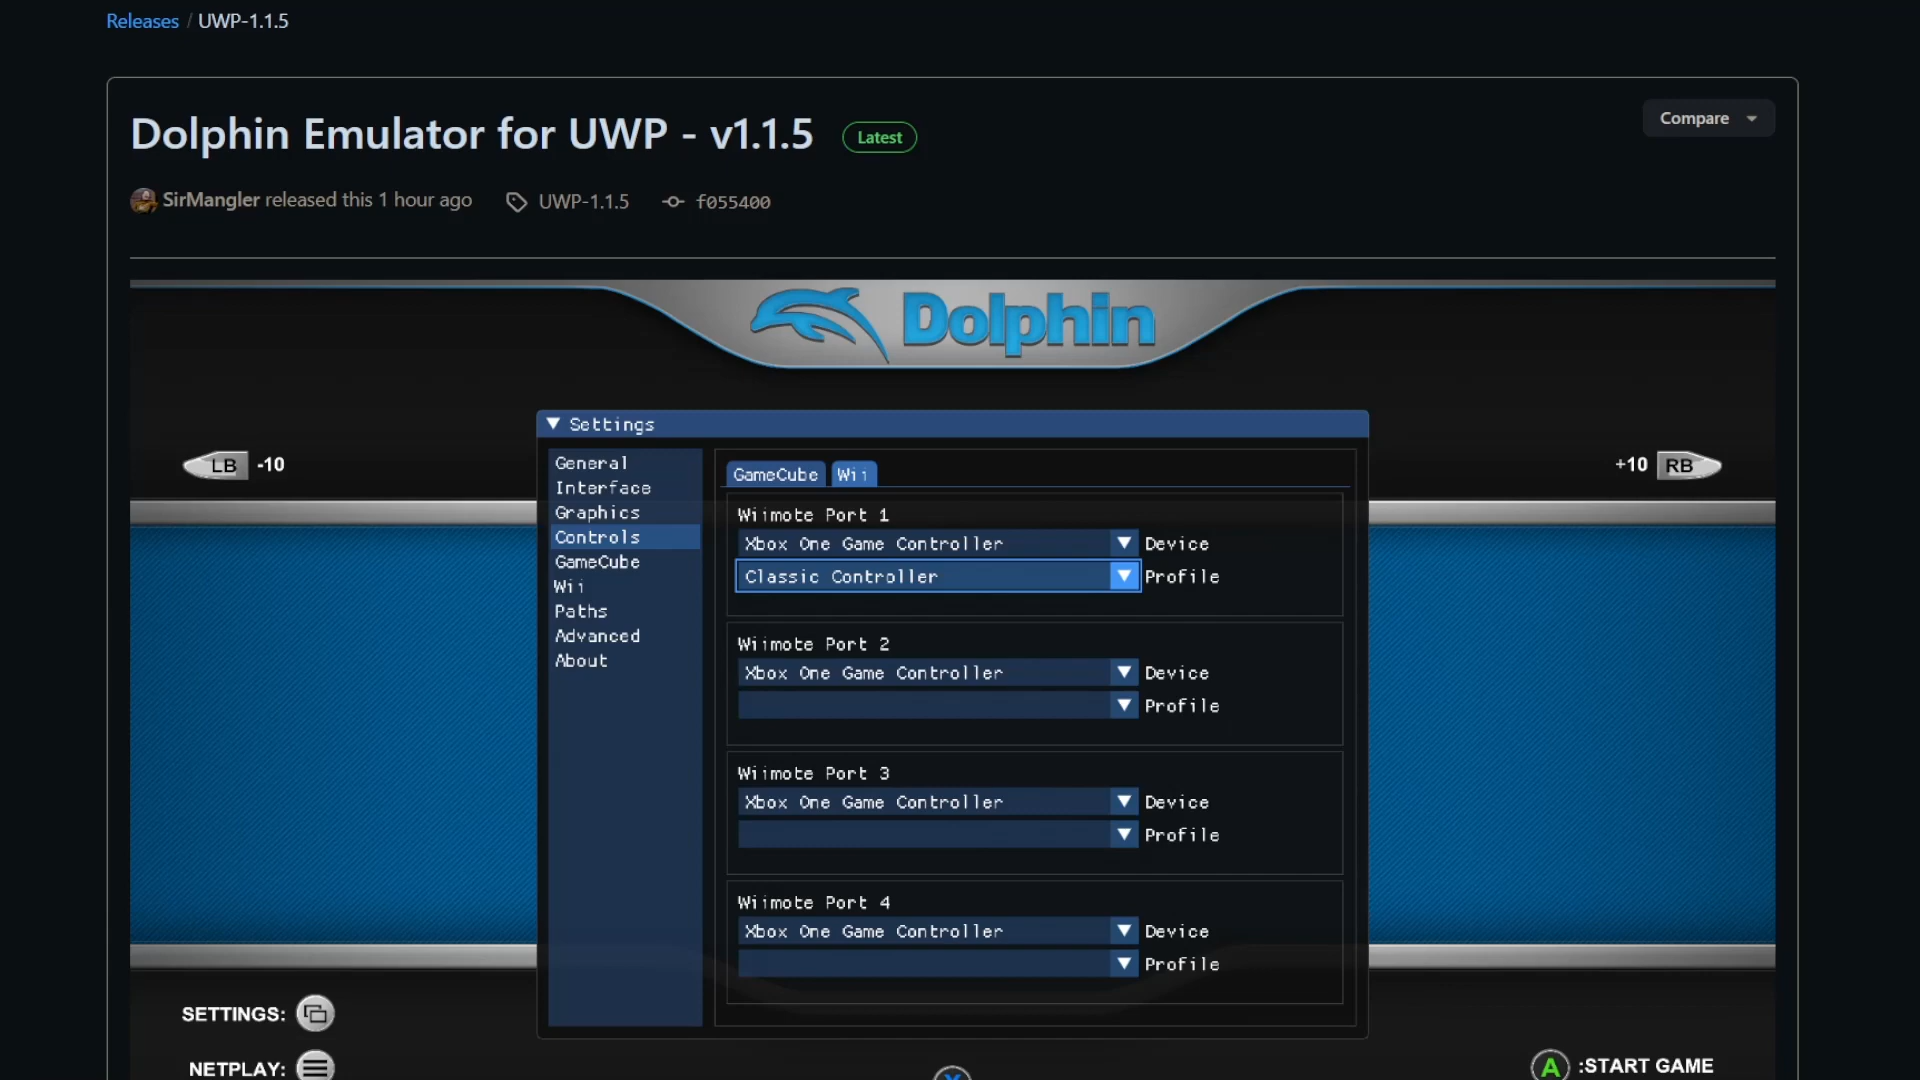 Releases / UWP-1.1.5
Dolphin Emulator for UWP - v1.1.5 Latest
Compare
SirMangler released this 1 hour ago UWP-1.1.5 f055400
Dolphin
Settings
LB -10
+10 RB
General
Interface
Graphics
Controls
GameCube
Wii
Paths
Advanced
About
GameCube Wii
Wiimote Port 1
Xbox One Game Controller Device
Classic Controller Profile
Wiimote Port 2
Xbox One Game Controller Device
Profile
Wiimote Port 3
Xbox One Game Controller Device
Profile
Wiimote Port 4
Xbox One Game Controller Device
Profile
SETTINGS:
NETPLAY:
A :START GAME